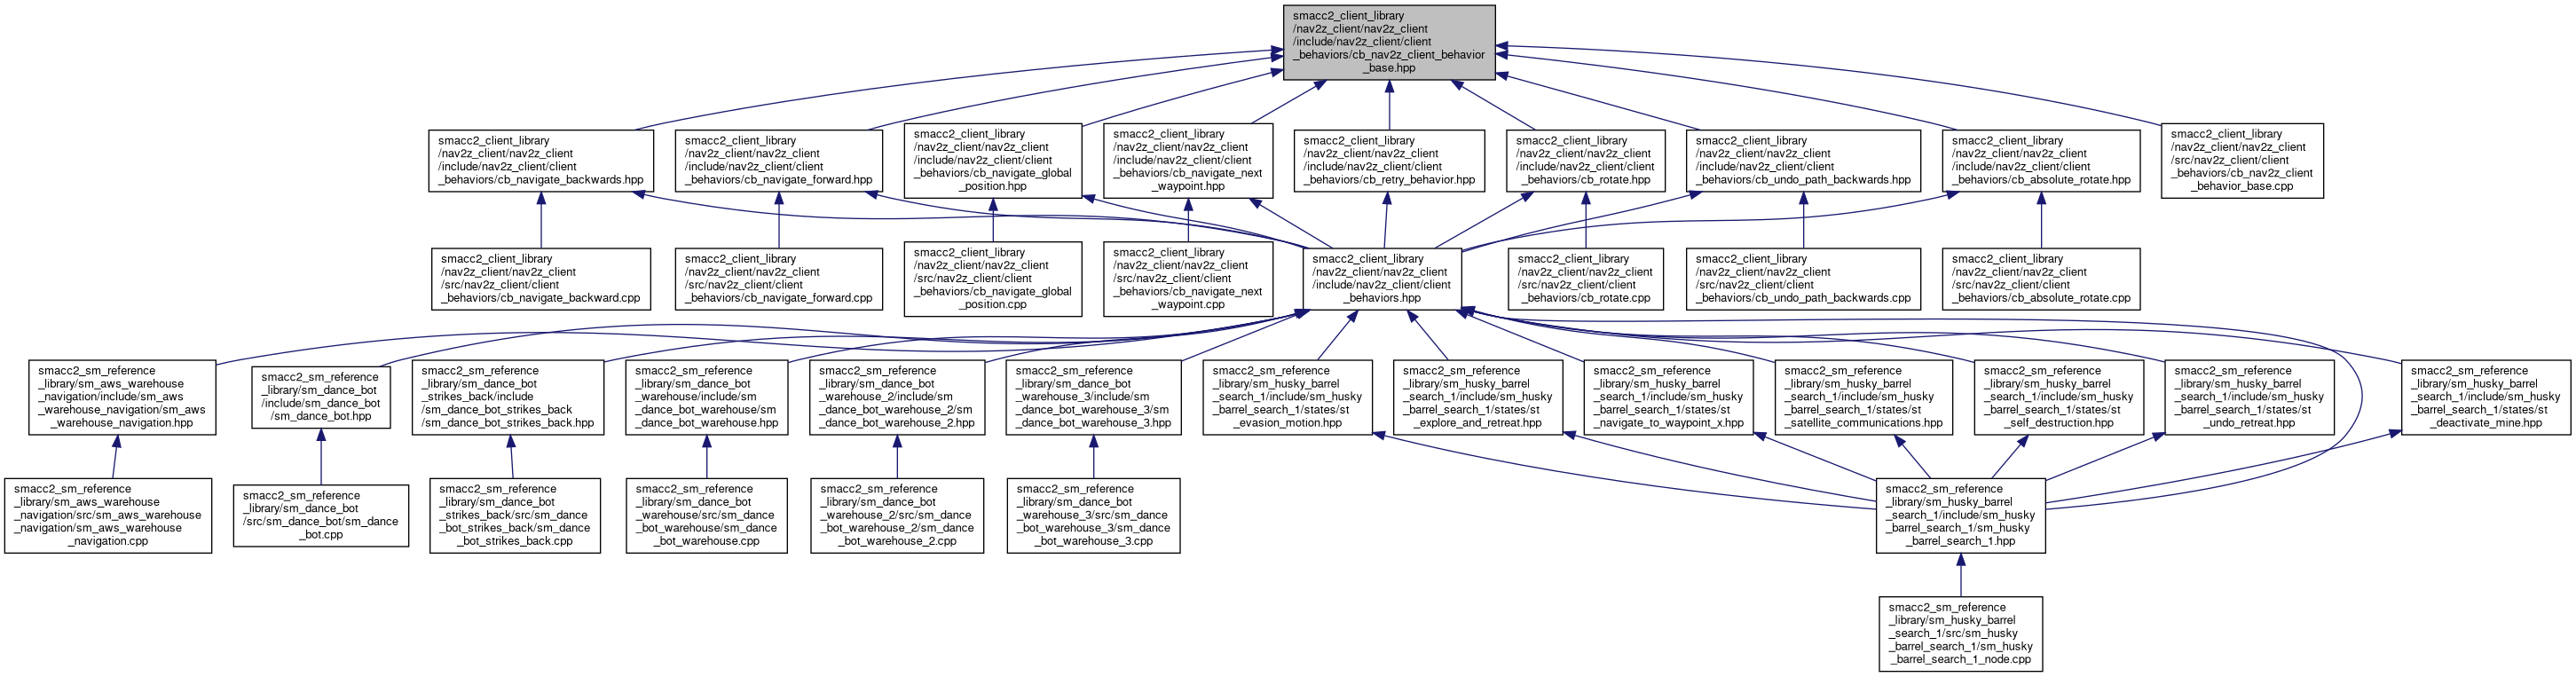 smacc2_client_library
/nav2z_client/nav2z_client
/include/nav2z_client/client
_behaviors/cb_nav2z_client_behavior
_base.hpp
smacc2_client_library
/nav2z_client/nav2z_client
/include/nav2z_client/client
_behaviors/cb_navigate_backwards.hpp
smacc2_client_library
/nav2z_client/nav2z_client
/include/nav2z_client/client
_behaviors/cb_navigate_forward.hpp
smacc2_client_library
/nav2z_client/nav2z_client
/include/nav2z_client/client
_behaviors/cb_navigate_global
_position.hpp
smacc2_client_library
/nav2z_client/nav2z_client
/include/nav2z_client/client
_behaviors/cb_navigate_next
_waypoint.hpp
smacc2_client_library
/nav2z_client/nav2z_client
/include/nav2z_client/client
_behaviors/cb_retry_behavior.hpp
smacc2_client_library
/nav2z_client/nav2z_client
/include/nav2z_client/client
_behaviors/cb_rotate.hpp
smacc2_client_library
/nav2z_client/nav2z_client
/include/nav2z_client/client
_behaviors/cb_undo_path_backwards.hpp
smacc2_client_library
/nav2z_client/nav2z_client
/include/nav2z_client/client
_behaviors/cb_absolute_rotate.hpp
smacc2_client_library
/nav2z_client/nav2z_client
/src/nav2z_client/client
_behaviors/cb_nav2z_client
_behavior_base.cpp
smacc2_client_library
/nav2z_client/nav2z_client
/src/nav2z_client/client
_behaviors/cb_navigate_backward.cpp
smacc2_client_library
/nav2z_client/nav2z_client
/src/nav2z_client/client
_behaviors/cb_navigate_forward.cpp
smacc2_client_library
/nav2z_client/nav2z_client
/src/nav2z_client/client
_behaviors/cb_navigate_global
_position.cpp
smacc2_client_library
/nav2z_client/nav2z_client
/src/nav2z_client/client
_behaviors/cb_navigate_next
_waypoint.cpp
smacc2_client_library
/nav2z_client/nav2z_client
/include/nav2z_client/client
_behaviors.hpp
smacc2_client_library
/nav2z_client/nav2z_client
/src/nav2z_client/client
_behaviors/cb_rotate.cpp
smacc2_client_library
/nav2z_client/nav2z_client
/src/nav2z_client/client
_behaviors/cb_undo_path_backwards.cpp
smacc2_client_library
/nav2z_client/nav2z_client
/src/nav2z_client/client
_behaviors/cb_absolute_rotate.cpp
smacc2_sm_reference
_library/sm_aws_warehouse
_navigation/include/sm_aws
_warehouse_navigation/sm_aws
_warehouse_navigation.hpp
smacc2_sm_reference
_library/sm_dance_bot
/include/sm_dance_bot
/sm_dance_bot.hpp
smacc2_sm_reference
_library/sm_dance_bot
_strikes_back/include
/sm_dance_bot_strikes_back
/sm_dance_bot_strikes_back.hpp
smacc2_sm_reference
_library/sm_dance_bot
_warehouse/include/sm
_dance_bot_warehouse/sm
_dance_bot_warehouse.hpp
smacc2_sm_reference
_library/sm_dance_bot
_warehouse_2/include/sm
_dance_bot_warehouse_2/sm
_dance_bot_warehouse_2.hpp
smacc2_sm_reference
_library/sm_dance_bot
_warehouse_3/include/sm
_dance_bot_warehouse_3/sm
_dance_bot_warehouse_3.hpp
smacc2_sm_reference
_library/sm_husky_barrel
_search_1/include/sm_husky
_barrel_search_1/states/st
_evasion_motion.hpp
smacc2_sm_reference
_library/sm_husky_barrel
_search_1/include/sm_husky
_barrel_search_1/states/st
_explore_and_retreat.hpp
smacc2_sm_reference
_library/sm_husky_barrel
_search_1/include/sm_husky
_barrel_search_1/states/st
_navigate_to_waypoint_x.hpp
smacc2_sm_reference
_library/sm_husky_barrel
_search_1/include/sm_husky
_barrel_search_1/states/st
_satellite_communications.hpp
smacc2_sm_reference
_library/sm_husky_barrel
_search_1/include/sm_husky
_barrel_search_1/states/st
_self_destruction.hpp
smacc2_sm_reference
_library/sm_husky_barrel
_search_1/include/sm_husky
_barrel_search_1/states/st
_undo_retreat.hpp
smacc2_sm_reference
_library/sm_husky_barrel
_search_1/include/sm_husky
_barrel_search_1/states/st
_deactivate_mine.hpp
smacc2_sm_reference
_library/sm_aws_warehouse
_navigation/src/sm_aws_warehouse
_navigation/sm_aws_warehouse
_navigation.cpp
smacc2_sm_reference
_library/sm_dance_bot
/src/sm_dance_bot/sm_dance
_bot.cpp
smacc2_sm_reference
_library/sm_dance_bot
_strikes_back/src/sm_dance
_bot_strikes_back/sm_dance
_bot_strikes_back.cpp
smacc2_sm_reference
_library/sm_dance_bot
_warehouse/src/sm_dance
_bot_warehouse/sm_dance
_bot_warehouse.cpp
smacc2_sm_reference
_library/sm_dance_bot
_warehouse_2/src/sm_dance
_bot_warehouse_2/sm_dance
_bot_warehouse_2.cpp
smacc2_sm_reference
_library/sm_dance_bot
_warehouse_3/src/sm_dance
_bot_warehouse_3/sm_dance
_bot_warehouse_3.cpp
smacc2_sm_reference
_library/sm_husky_barrel
_search_1/include/sm_husky
_barrel_search_1/sm_husky
_barrel_search_1.hpp
smacc2_sm_reference
_library/sm_husky_barrel
_search_1/src/sm_husky
_barrel_search_1/sm_husky
_barrel_search_1_node.cpp